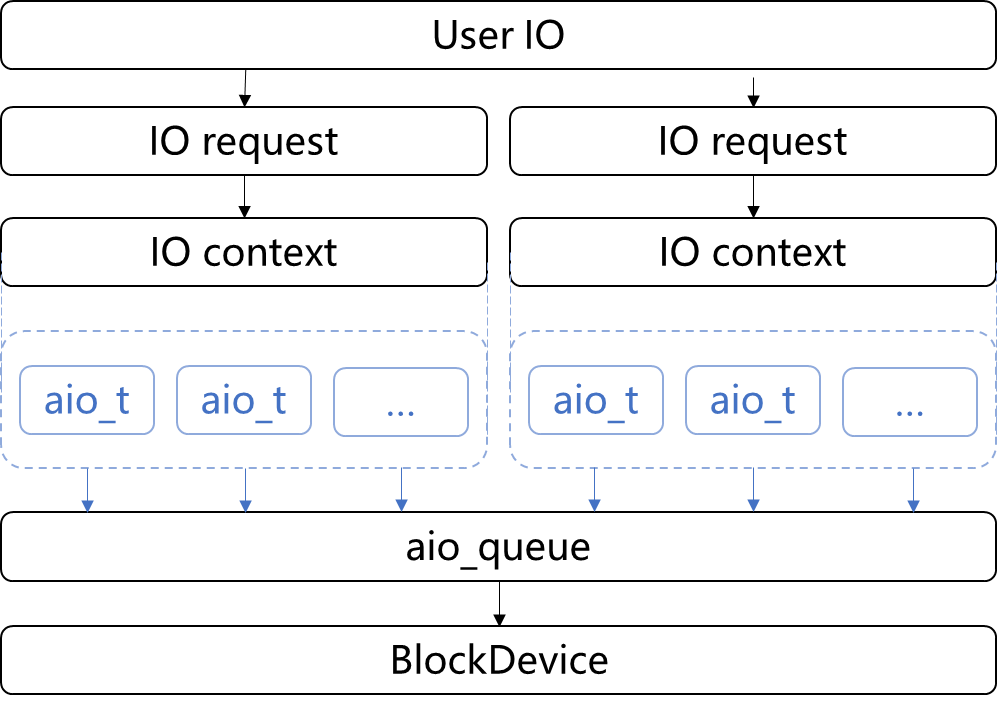 User IO
IO request
IO request
IO context
IO context
aio_t
aio_t
...
aio_t
aio_t
...
aio_queue
BlockDevice